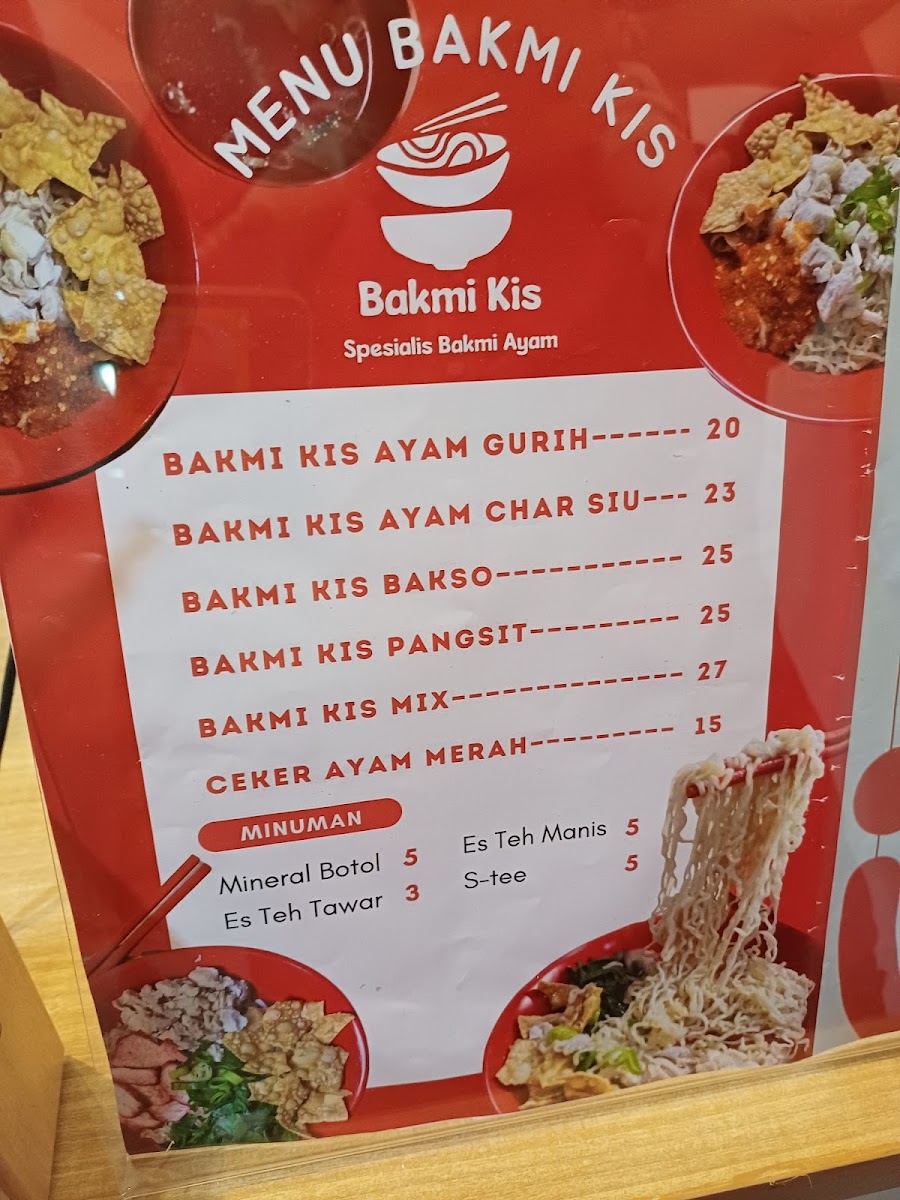 MENU BAKMI KIS
Bakmi Kis
Spesialis Bakmi Ayam
BAKMI KIS AYAM GURIH------ 20
BAKMI KIS AYAM CHAR SIU--- 23
BAKMI KIS BAKSO----------- 25
BAKMI KIS PANGSIT--------- 25
BAKMI KIS MIX-------------- 27
CEKER AYAM MERAH--------- 15
MINUMAN
Mineral Botol 5
Es Teh Tawar 3
Es Teh Manis 5
S-tee 5